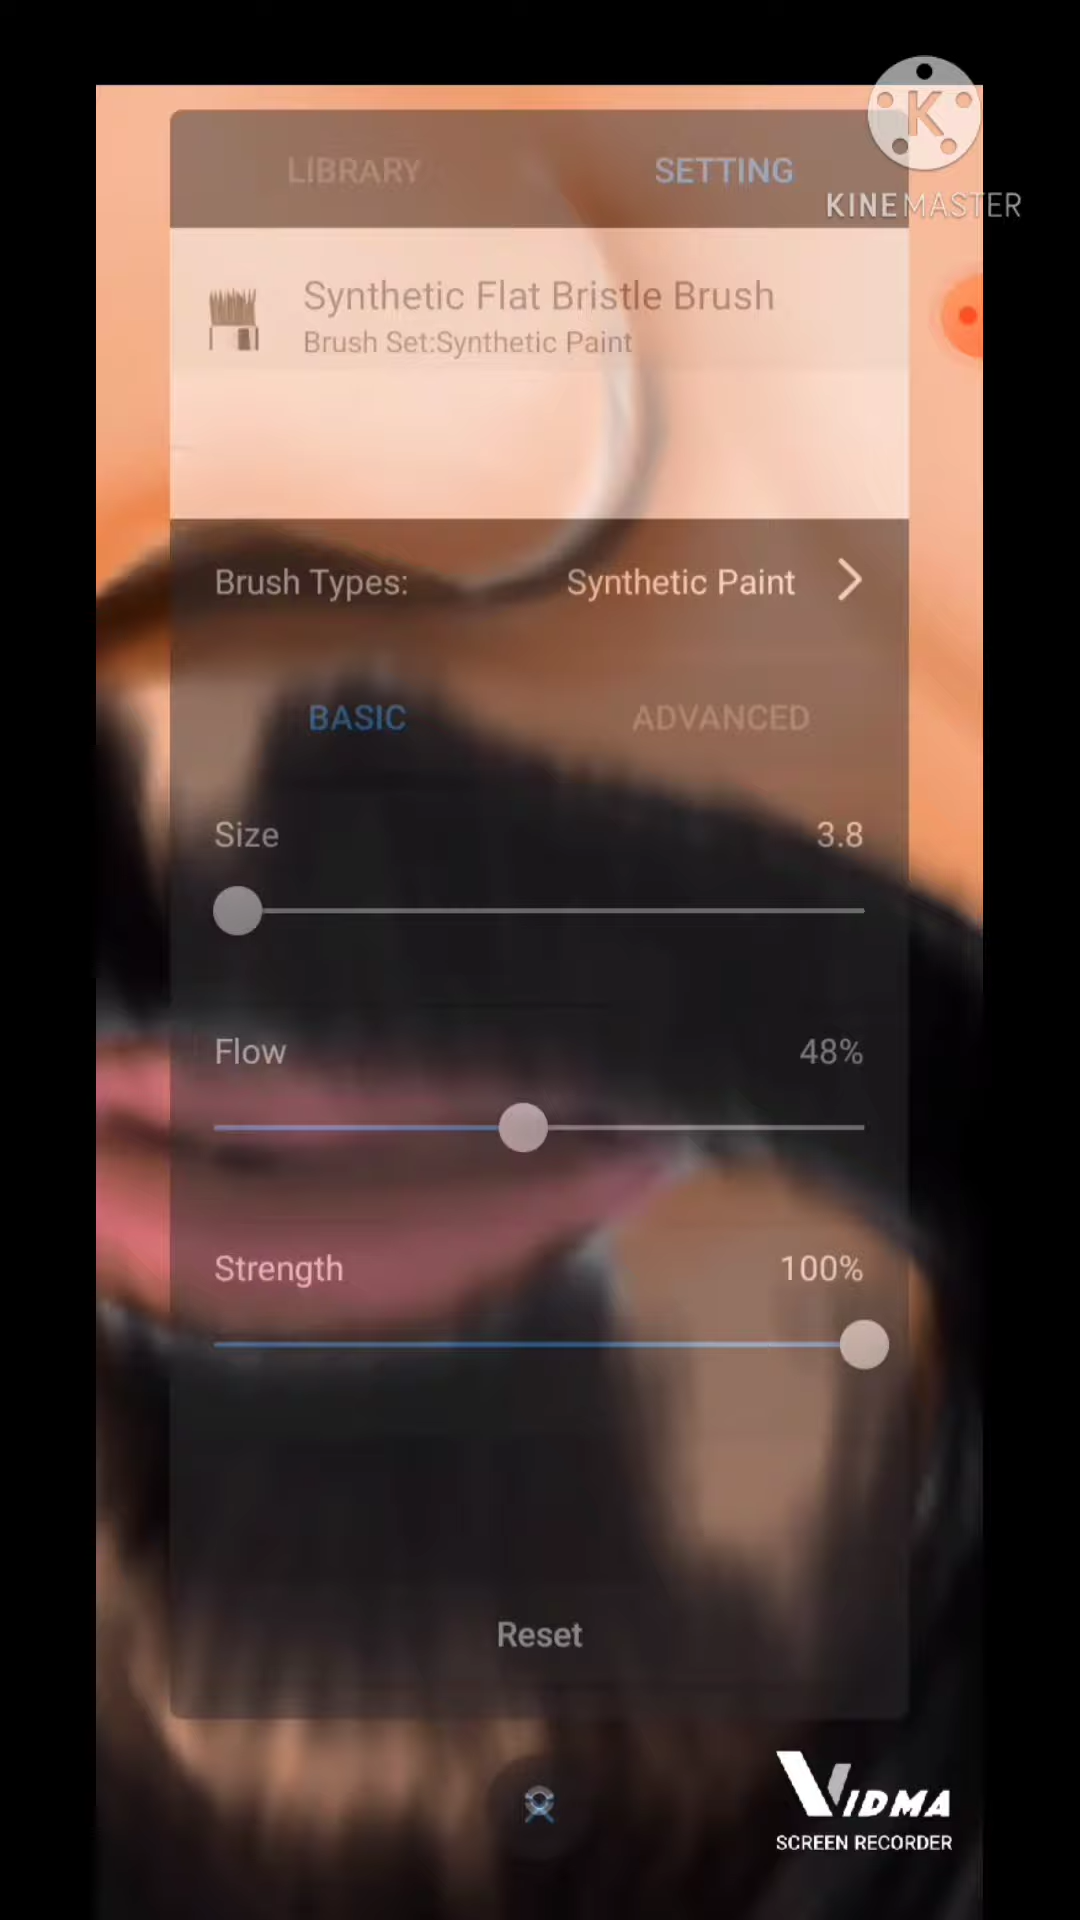 LIBRARY SETTING
KINEMASTER
Synthetic Flat Bristle Brush
Brush Set:Synthetic Paint
Brush Types: Synthetic Paint
BASIC ADVANCED
Size 3.8
Flow 48%
Strength 100%
Reset
VIDMA
SCREEN RECORDER